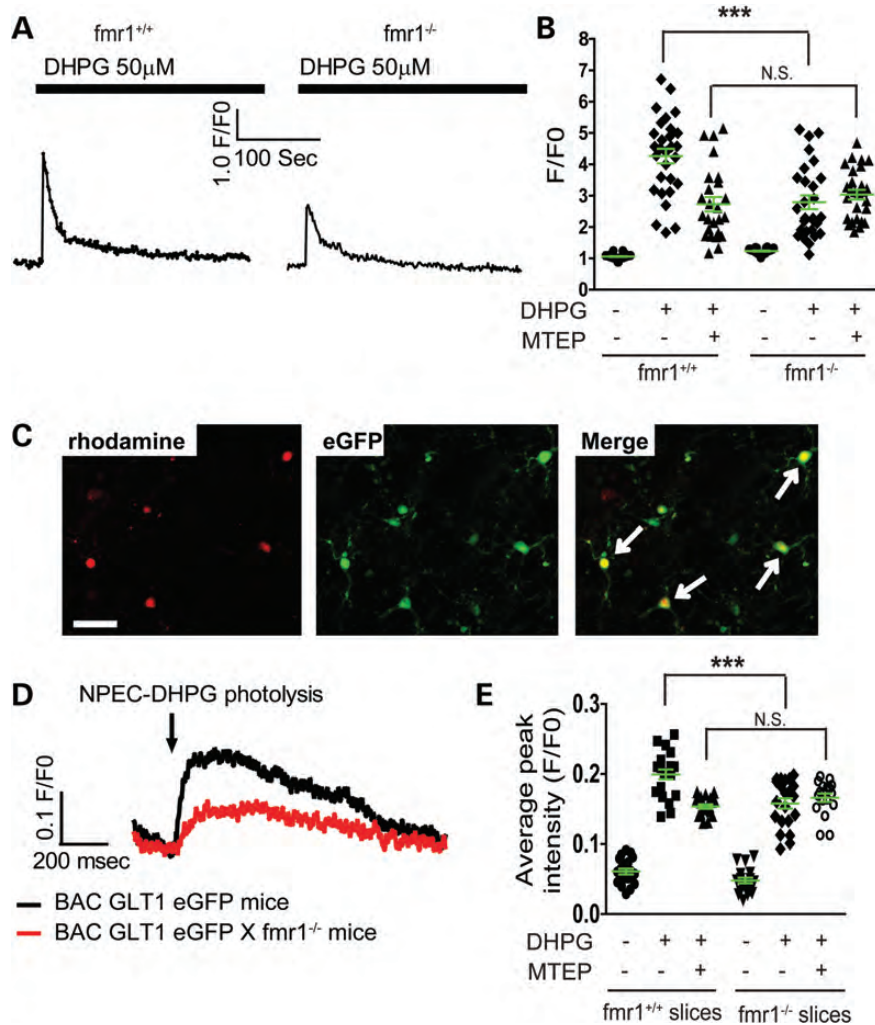 A
fmr1+/+
fmr1-/-
DHPG 50µM
DHPG 50µM
1.0 F/F0
100 Sec
B
***
N.S.
F/F0
8
7
6
5
4
3
2
1
0
DHPG - + + - + +
MTEP - - + - - +
fmr1+/+ fmr1-/-
C
rhodamine
eGFP
Merge
D
NPEC-DHPG photolysis
0.1 F/F0
200 msec
BAC GLT1 eGFP mice
BAC GLT1 eGFP X fmr1-/- mice
E
***
N.S.
Average peak
intensity (F/F0)
0.3
0.2
0.1
0.0
DHPG - + + - + +
MTEP - - + - - +
fmr1+/+ slices fmr1-/- slices